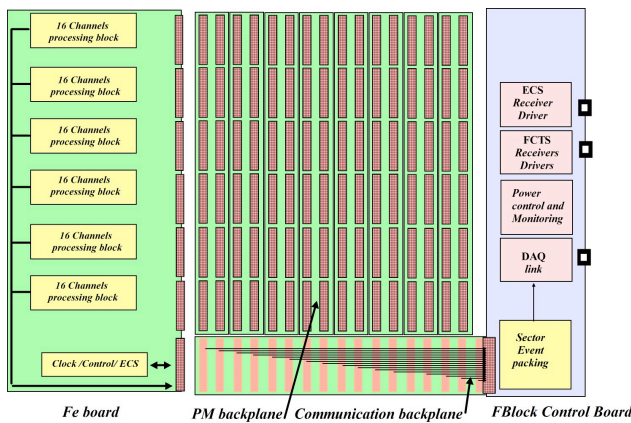 16 Channels
processing block
16 Channels
processing block
16 Channels
processing block
16 Channels
processing block
16 Channels
processing block
16 Channels
processing block
Clock /Control/ ECS
Fe board
PM backplane
Communication backplane
ECS
Receiver
Driver
FCTS
Receivers
Drivers
Power
control and
Monitoring
DAQ
link
Sector
Event
packing
FBlock Control Board